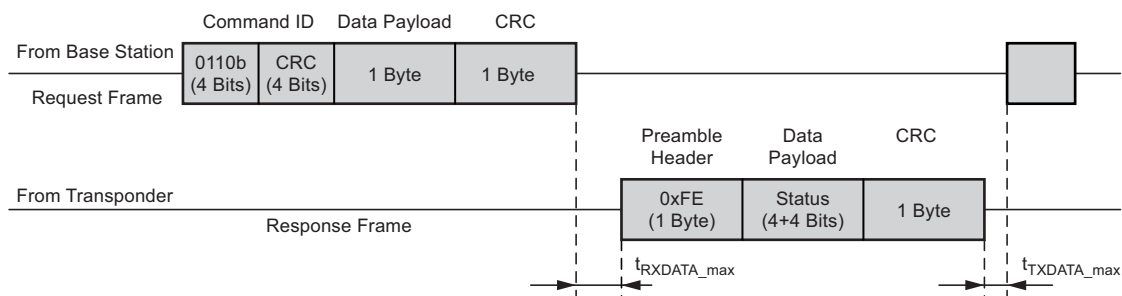 Command ID Data Payload CRC
From Base Station
0110b
(4 Bits)
CRC
(4 Bits)
1 Byte
1 Byte
Request Frame
Preamble
Header
Data
Payload
CRC
From Transponder
0xFE
(1 Byte)
Status
(4+4 Bits)
1 Byte
Response Frame
tRXDATA_max
tTXDATA_max